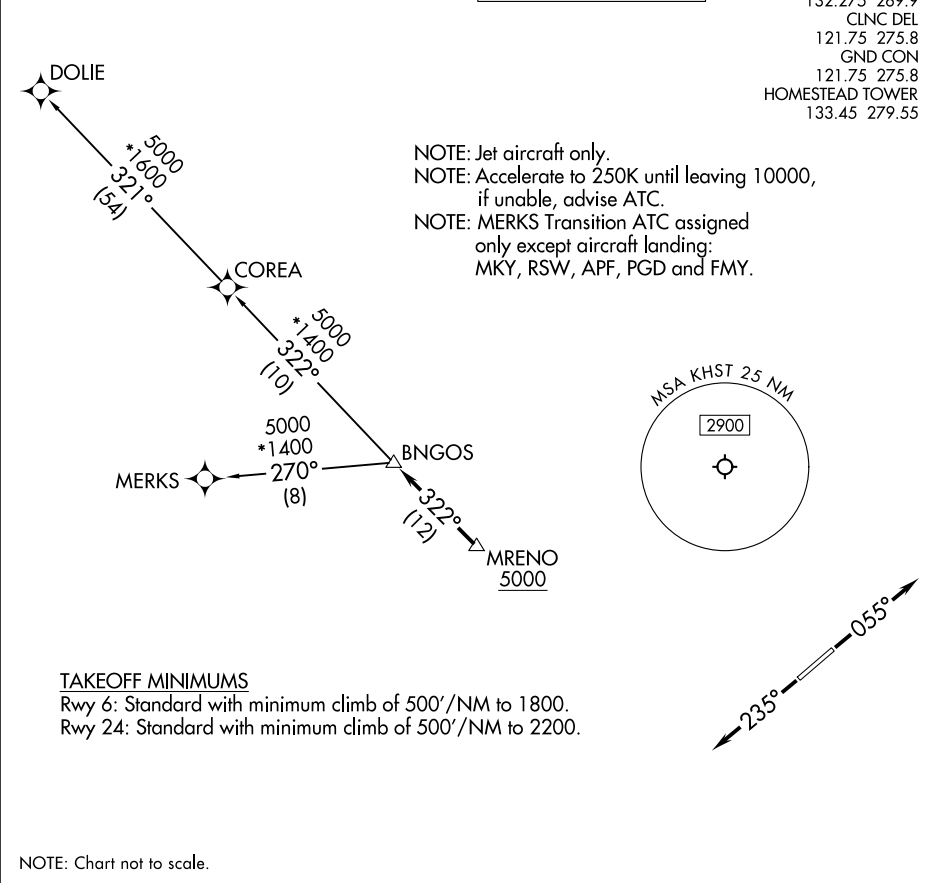 132.275 269.9
CLNC DEL
121.75 275.8
GND CON
121.75 275.8
HOMESTEAD TOWER
133.45 279.55
DOLIE
5000
*1600
321°
(54)
NOTE: Jet aircraft only.
NOTE: Accelerate to 250K until leaving 10000,
if unable, advise ATC.
NOTE: MERKS Transition ATC assigned
only except aircraft landing:
MKY, RSW, APF, PGD and FMY.
COREA
5000
*1400
322°
(10)
MSA KHST 25 NM
2900
5000
*1400
270°
(8)
MERKS
BNGOS
322°
(12)
MRENO
5000
055°
235°
TAKEOFF MINIMUMS
Rwy 6: Standard with minimum climb of 500'/NM to 1800.
Rwy 24: Standard with minimum climb of 500'/NM to 2200.
NOTE: Chart not to scale.